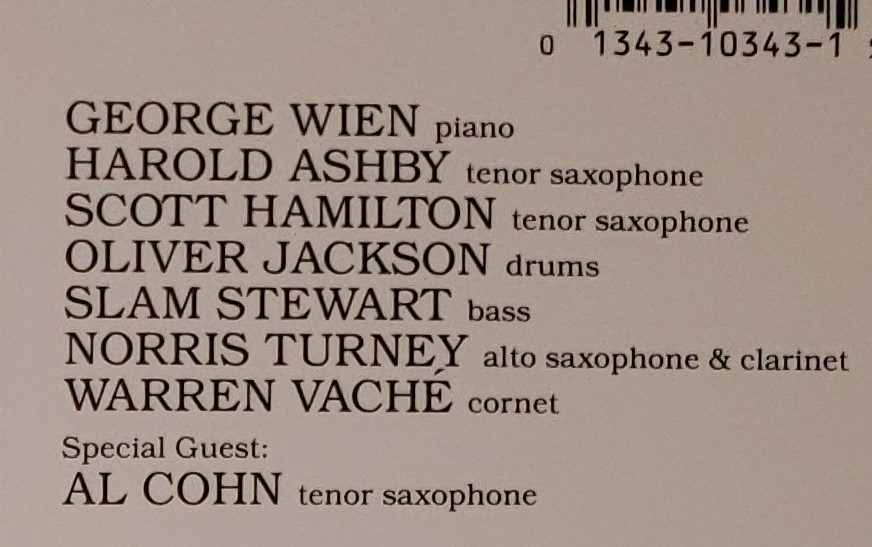 0 1343-10343-1
GEORGE WIEN piano
HAROLD ASHBY tenor saxophone
SCOTT HAMILTON tenor saxophone
OLIVER JACKSON drums
SLAM STEWART bass
NORRIS TURNEY alto saxophone & clarinet
WARREN VACHÉ cornet
Special Guest:
AL COHN tenor saxophone